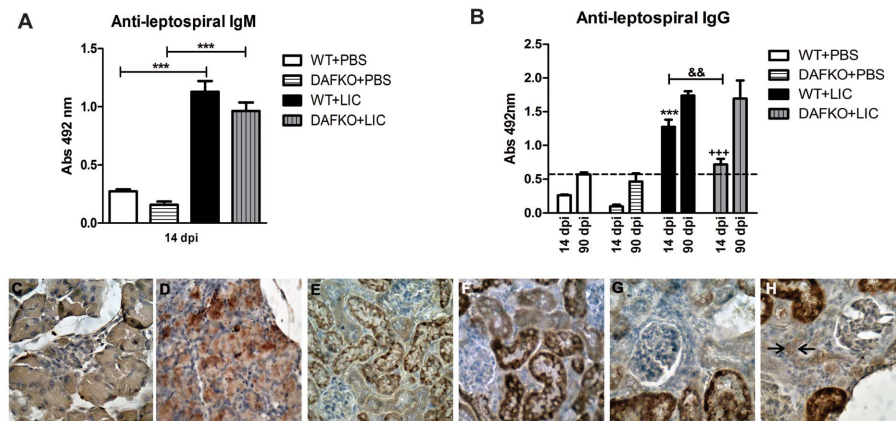 A
Anti-leptospiral IgM
Abs 492 nm
1.5
1.0
0.5
0.0
***
***
14 dpi
WT+PBS
DAFKO+PBS
WT+LIC
DAFKO+LIC
B
Anti-leptospiral IgG
Abs 492nm
2.5
2.0
1.5
1.0
0.5
0.0
&&
***
+++
14 dpi
90 dpi
14 dpi
90 dpi
14 dpi
90 dpi
14 dpi
90 dpi
WT+PBS
DAFKO+PBS
WT+LIC
DAFKO+LIC
C
D
E
F
G
H